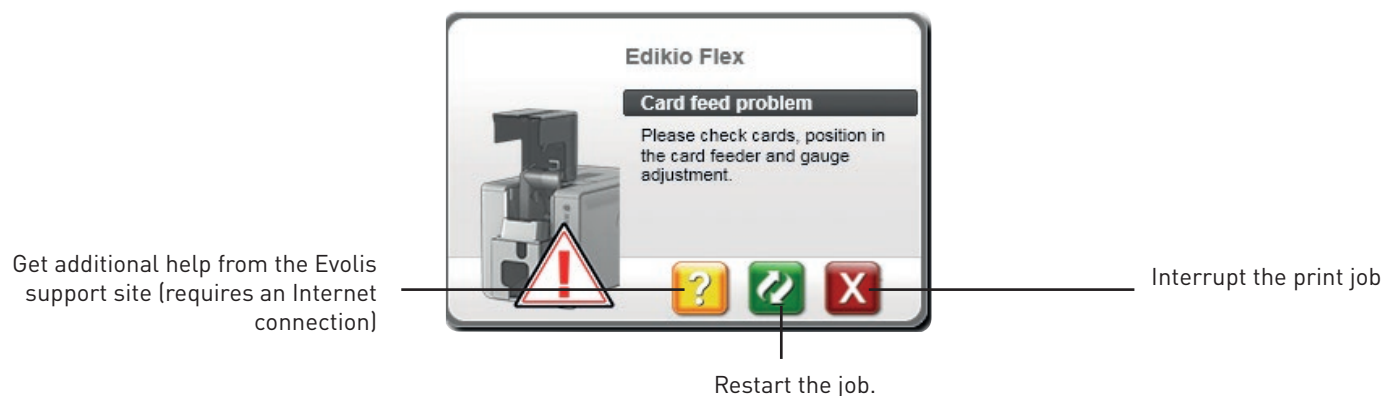 Edikio Flex
Card feed problem
Please check cards, position in
the card feeder and gauge
adjustment.
Get additional help from the Evolis
support site (requires an Internet
connection)
?
X
Interrupt the print job
Restart the job.